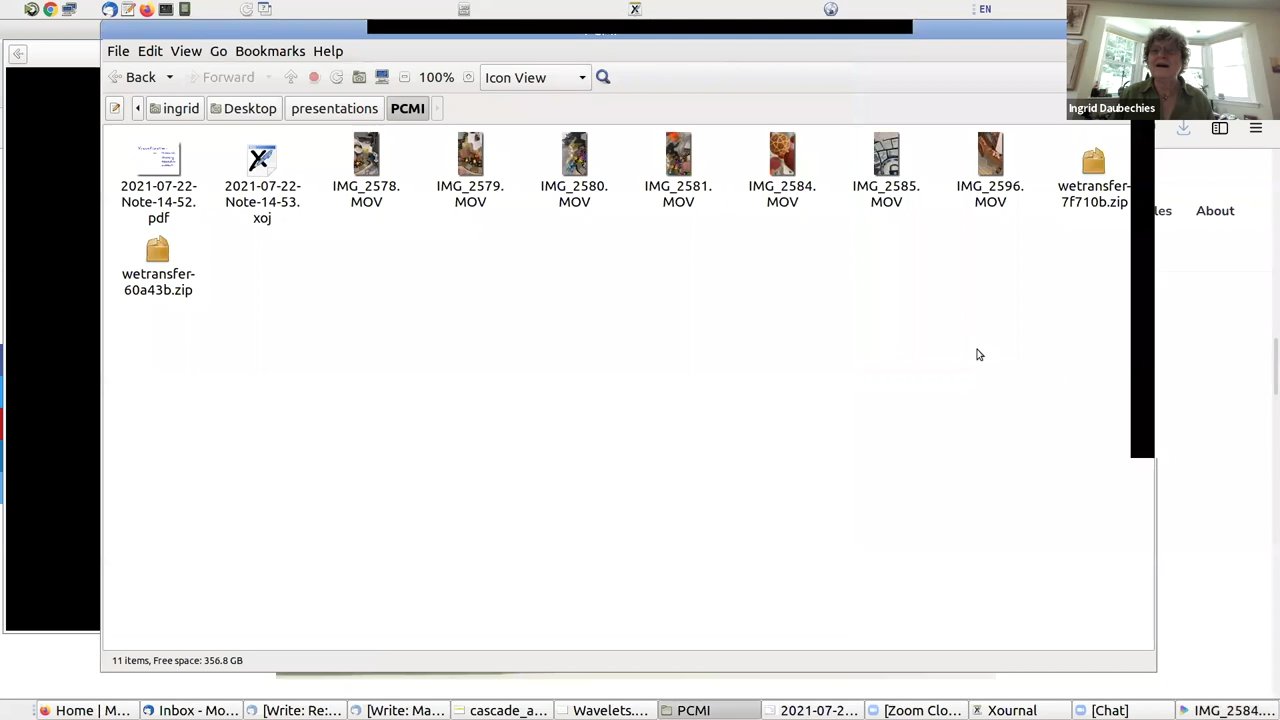 EN
File Edit View Go Bookmarks Help
Back Forward 100% Icon View
ingrid Desktop presentations PCMI
Ingrid Daubechies
2021-07-22-
Note-14-52.
pdf
2021-07-22-
Note-14-53.
xoj
IMG_2578.
MOV
IMG_2579.
MOV
IMG_2580.
MOV
IMG_2581.
MOV
IMG_2584.
MOV
IMG_2585.
MOV
IMG_2596.
MOV
wetransfer-
7f710b.zip
wetransfer-
60a43b.zip
les About
11 items, Free space: 356.8 GB
Home | M... Inbox - Mo... [Write: Re:... [Write: Ma... cascade_a... Wavelets.... PCMI 2021-07-2... [Zoom Clo... Xournal [Chat] IMG_2584....